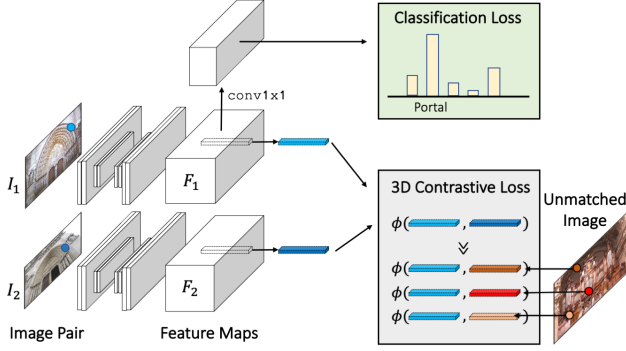 Classification Loss
Portal
conv1x1
I₁
F₁
3D Contrastive Loss
Unmatched
Image
ϕ( , )
≫
ϕ( , )
ϕ( , )
ϕ( , )
I₂
F₂
Image Pair
Feature Maps